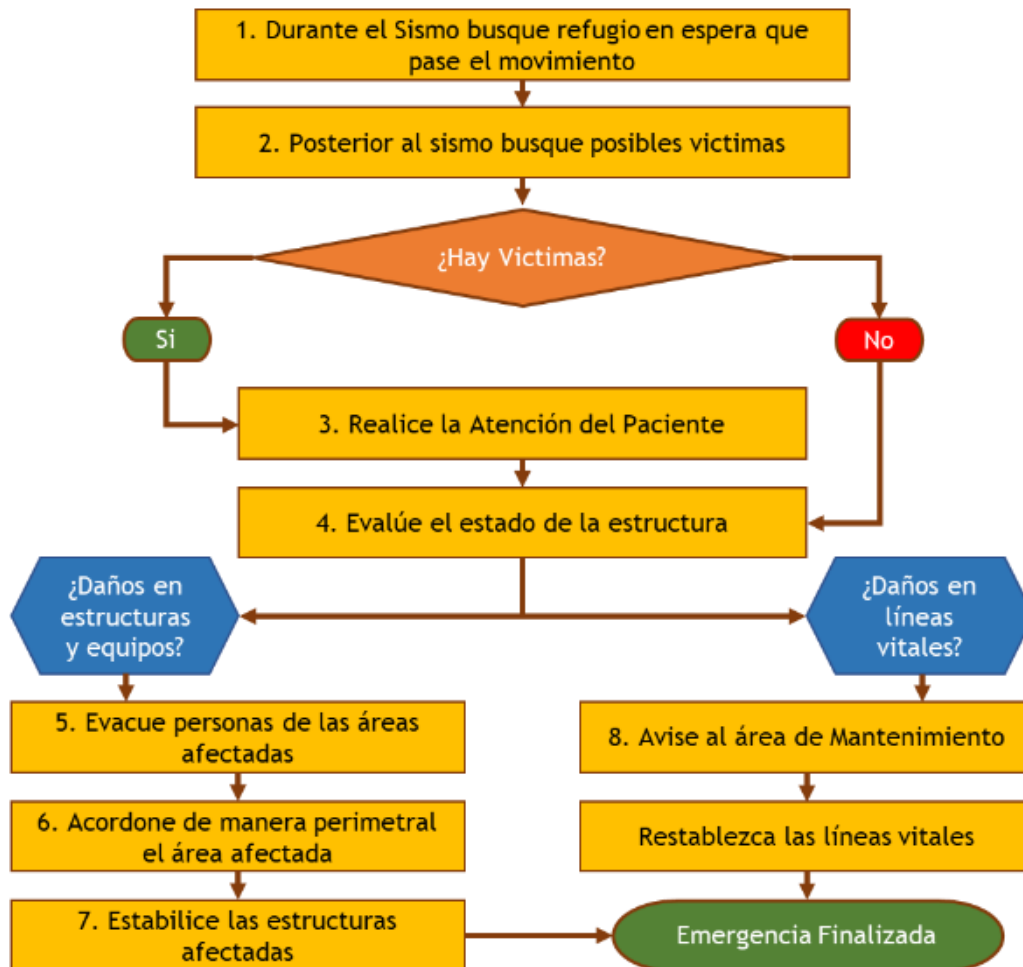 1. Durante el Sismo busque refugio en espera que
pase el movimiento
2. Posterior al sismo busque posibles victimas
¿Hay Victimas?
Si
No
3. Realice la Atención del Paciente
4. Evalúe el estado de la estructura
¿Daños en
estructuras
y equipos?
¿Daños en
líneas
vitales?
5. Evacue personas de las áreas
afectadas
8. Avise al área de Mantenimiento
6. Acordone de manera perimetral
el área afectada
Restablezca las líneas vitales
7. Estabilice las estructuras
afectadas
Emergencia Finalizada